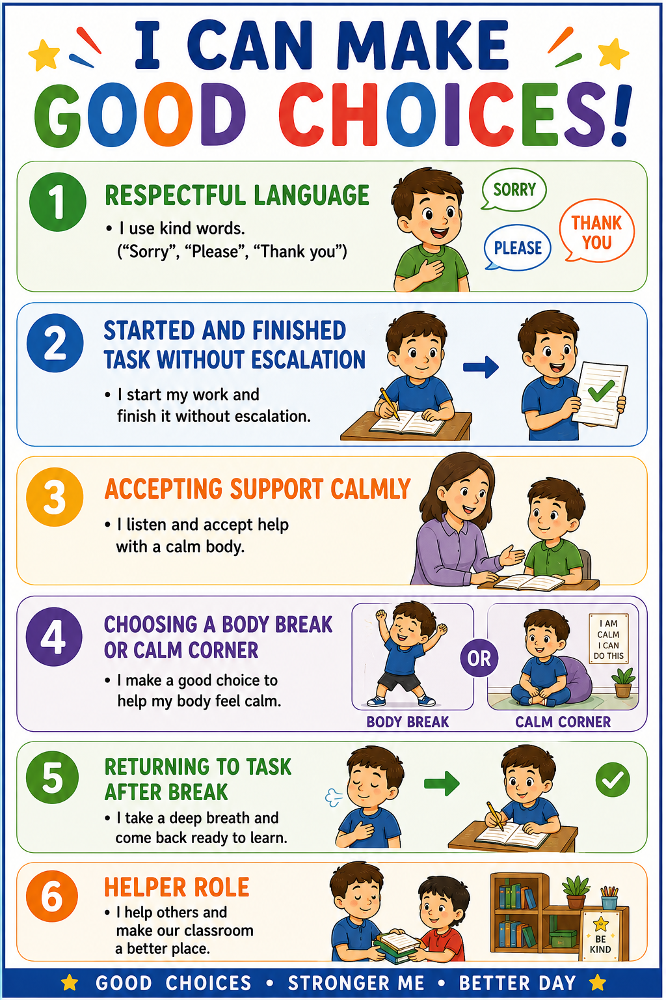 I CAN MAKE
GOOD CHOICES!
1
RESPECTFUL LANGUAGE
• I use kind words.
(“Sorry”, “Please”, “Thank you”)
SORRY
THANK
YOU
PLEASE
2
STARTED AND FINISHED
TASK WITHOUT ESCALATION
• I start my work and
finish it without escalation.
3
ACCEPTING SUPPORT CALMLY
• I listen and accept help
with a calm body.
4
CHOOSING A BODY BREAK
OR CALM CORNER
• I make a good choice to
help my body feel calm.
OR
I AM
CALM
I CAN
DO THIS
BODY BREAK
CALM CORNER
5
RETURNING TO TASK
AFTER BREAK
• I take a deep breath and
come back ready to learn.
6
HELPER ROLE
• I help others and
make our classroom
a better place.
BE
KIND
GOOD CHOICES • STRONGER ME • BETTER DAY